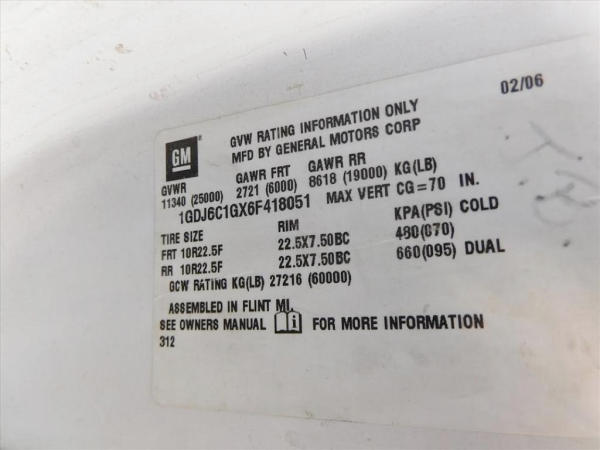 02/06
GM
GVW RATING INFORMATION ONLY
MFD BY GENERAL MOTORS CORP
GVWR GAWR FRT GAWR RR
11340 (25000) 2721 (6000) 8618 (19000) KG(LB)
1GDJ6C1GX6F418051 MAX VERT CG=70 IN.
TIRE SIZE RIM KPA(PSI) COLD
FRT 10R22.5F 22.5X7.50BC 480(070)
RR 10R22.5F 22.5X7.50BC 660(095) DUAL
GCW RATING KG(LB) 27216 (60000)
ASSEMBLED IN FLINT MI.
SEE OWNERS MANUAL i FOR MORE INFORMATION
312